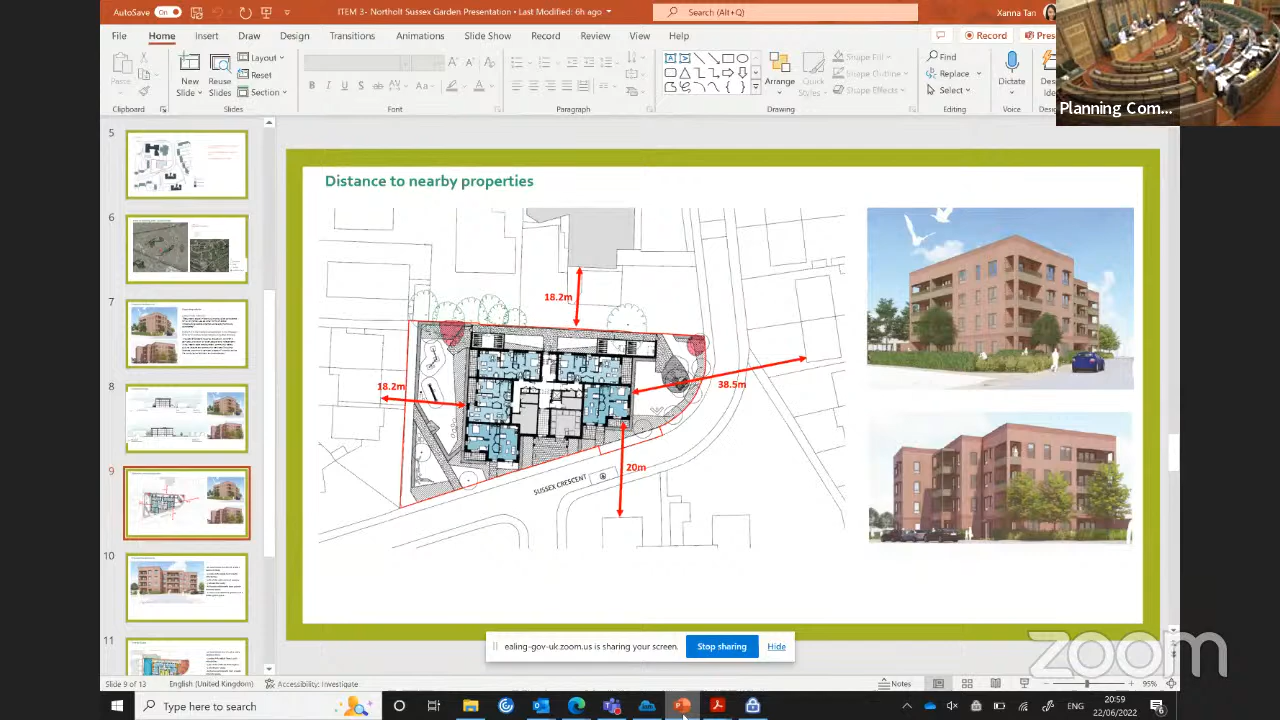 AutoSave On ITEM 3- Northolt Sussex Garden Presentation • Last Modified: 6h ago Search (Alt+Q) Xanna Tan
File Home Insert Draw Design Transitions Animations Slide Show Record Review View Help Record
Paste New Slide Reuse Slides Layout Reset Section Arrange Quick Styles Shape Fill Shape Outline Shape Effects Find Replace Select Dictate
Clipboard Slides Font Paragraph Drawing Editing Voice
Planning Com...
5
6
7
8
9
10
11
Distance to nearby properties
18.2m
18.2m
38.5m
20m
SUSSEX CRESCENT
ealing-gov-uk.zoom.us is sharing your screen. Stop sharing Hide
zoom
Slide 9 of 13 English (United Kingdom) Accessibility: Investigate Notes 95%
Type here to search ENG 20:59
22/06/2022
6